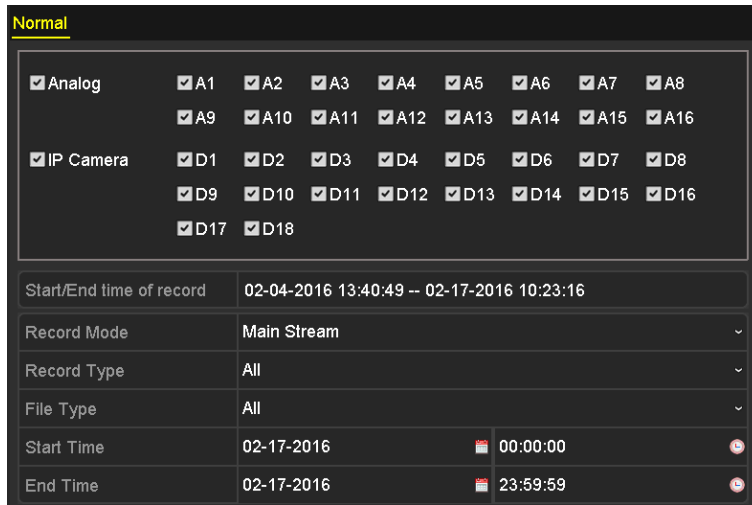 Normal
Analog A1 A2 A3 A4 A5 A6 A7 A8
A9 A10 A11 A12 A13 A14 A15 A16
IP Camera D1 D2 D3 D4 D5 D6 D7 D8
D9 D10 D11 D12 D13 D14 D15 D16
D17 D18
Start/End time of record 02-04-2016 13:40:49 -- 02-17-2016 10:23:16
Record Mode Main Stream
Record Type All
File Type All
Start Time 02-17-2016 00:00:00
End Time 02-17-2016 23:59:59